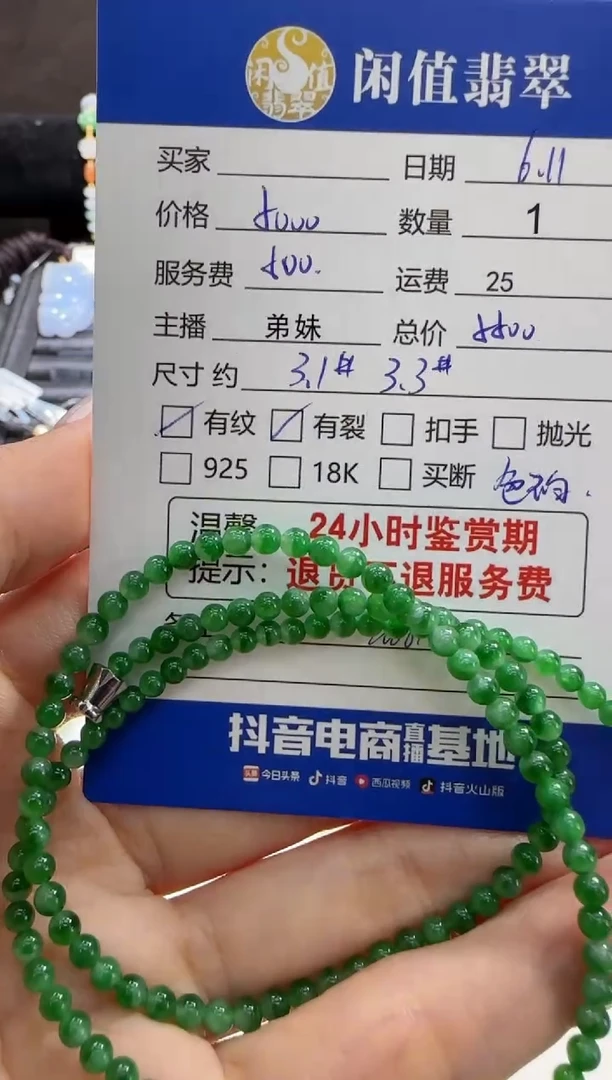 闲值翡翠
闲值翡翠
买家 日期 6.11
价格 数量 1
服务费 运费 25
主播 弟妹 总价
尺寸约 3.1# 3.3#
有纹 有裂 扣手 抛光
925 18K 买断 色均.
温馨 24小时鉴赏期
提示: 退货不退服务费
抖音电商直播基地
今日头条 抖音 西瓜视频 抖音火山版